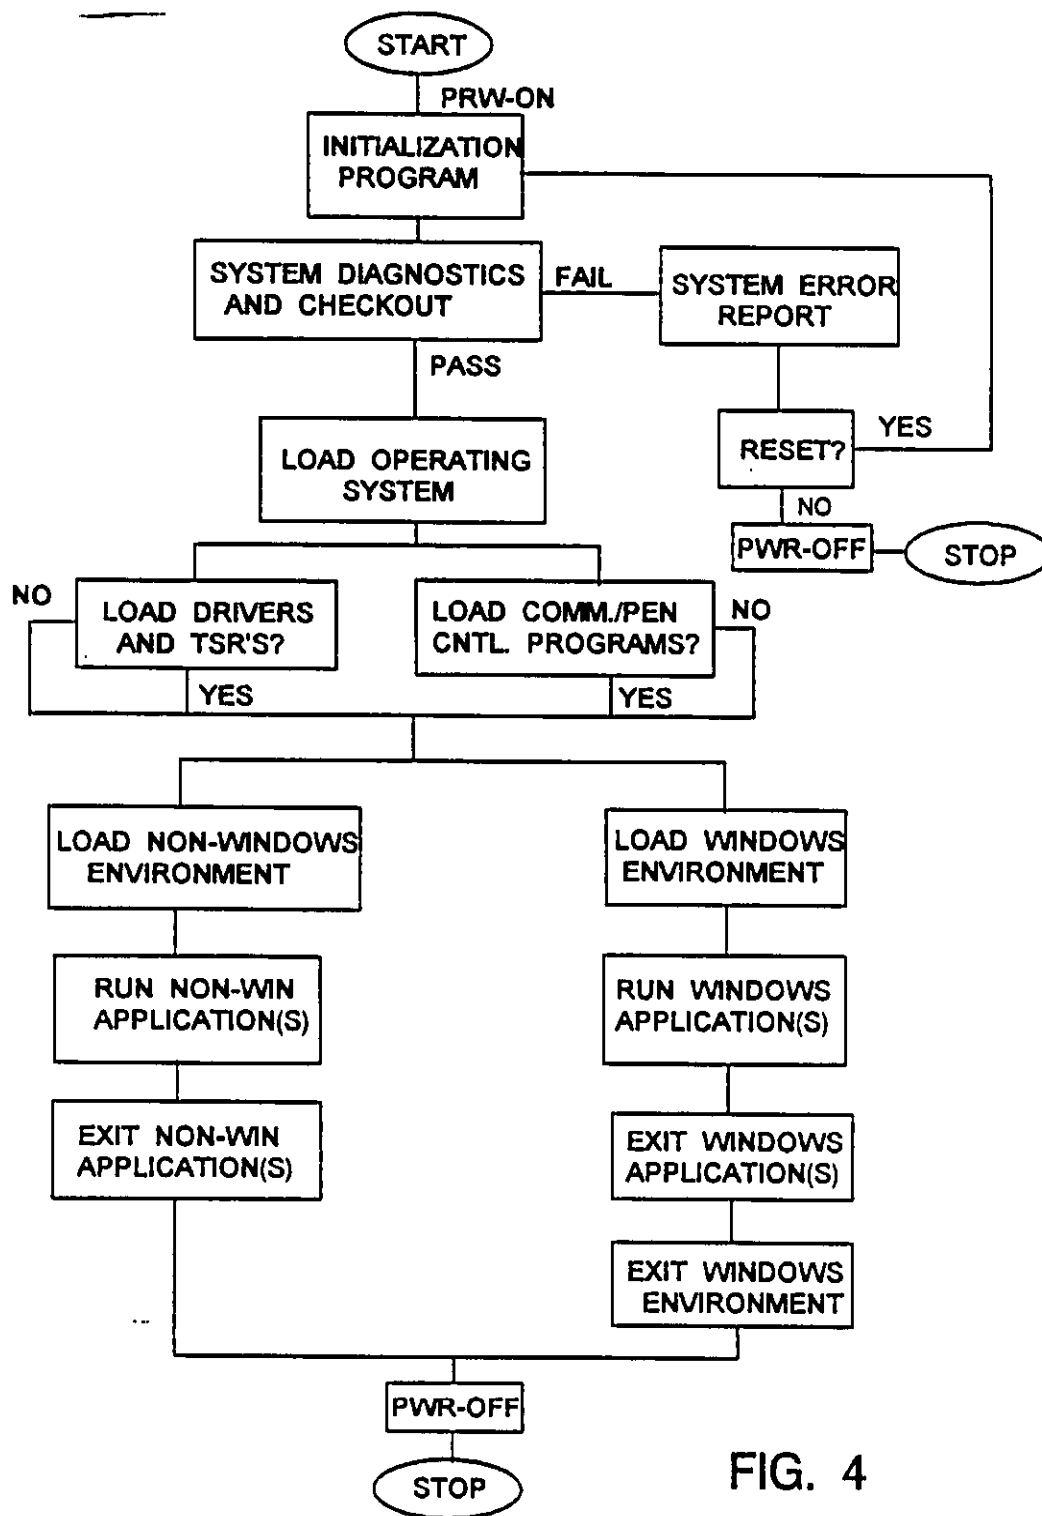 START
PRW-ON
INITIALIZATION
PROGRAM
SYSTEM DIAGNOSTICS
AND CHECKOUT
FAIL
SYSTEM ERROR
REPORT
PASS
LOAD OPERATING
SYSTEM
RESET?
YES
NO
PWR-OFF
STOP
NO
LOAD DRIVERS
AND TSR'S?
YES
LOAD COMM./PEN
CNTL. PROGRAMS?
NO
YES
LOAD NON-WINDOWS
ENVIRONMENT
LOAD WINDOWS
ENVIRONMENT
RUN NON-WIN
APPLICATION(S)
RUN WINDOWS
APPLICATION(S)
EXIT NON-WIN
APPLICATION(S)
EXIT WINDOWS
APPLICATION(S)
EXIT WINDOWS
ENVIRONMENT
PWR-OFF
STOP
FIG. 4